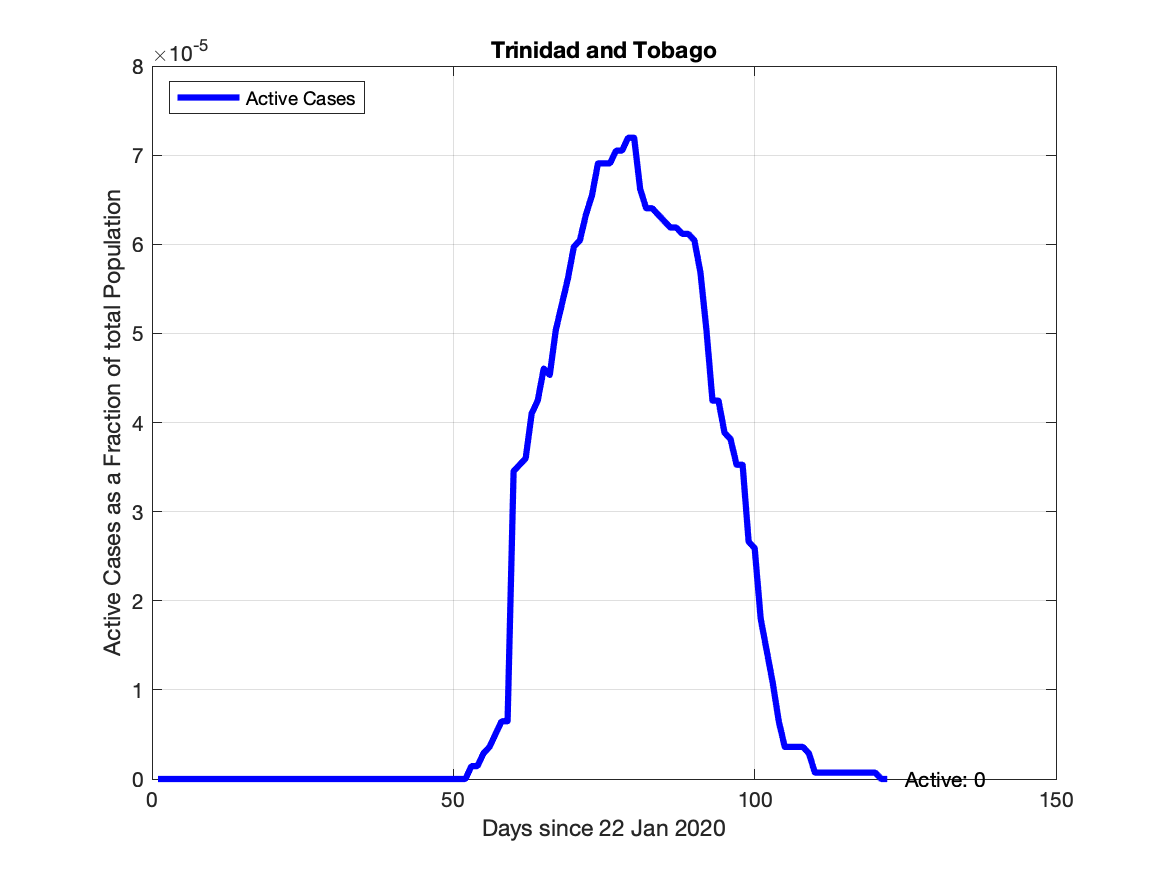 Trinidad and Tobago
×10-5
Active Cases
8
7
6
5
4
3
2
1
0
Active Cases as a Fraction of total Population
Active: 0
0 50 100 150
Days since 22 Jan 2020